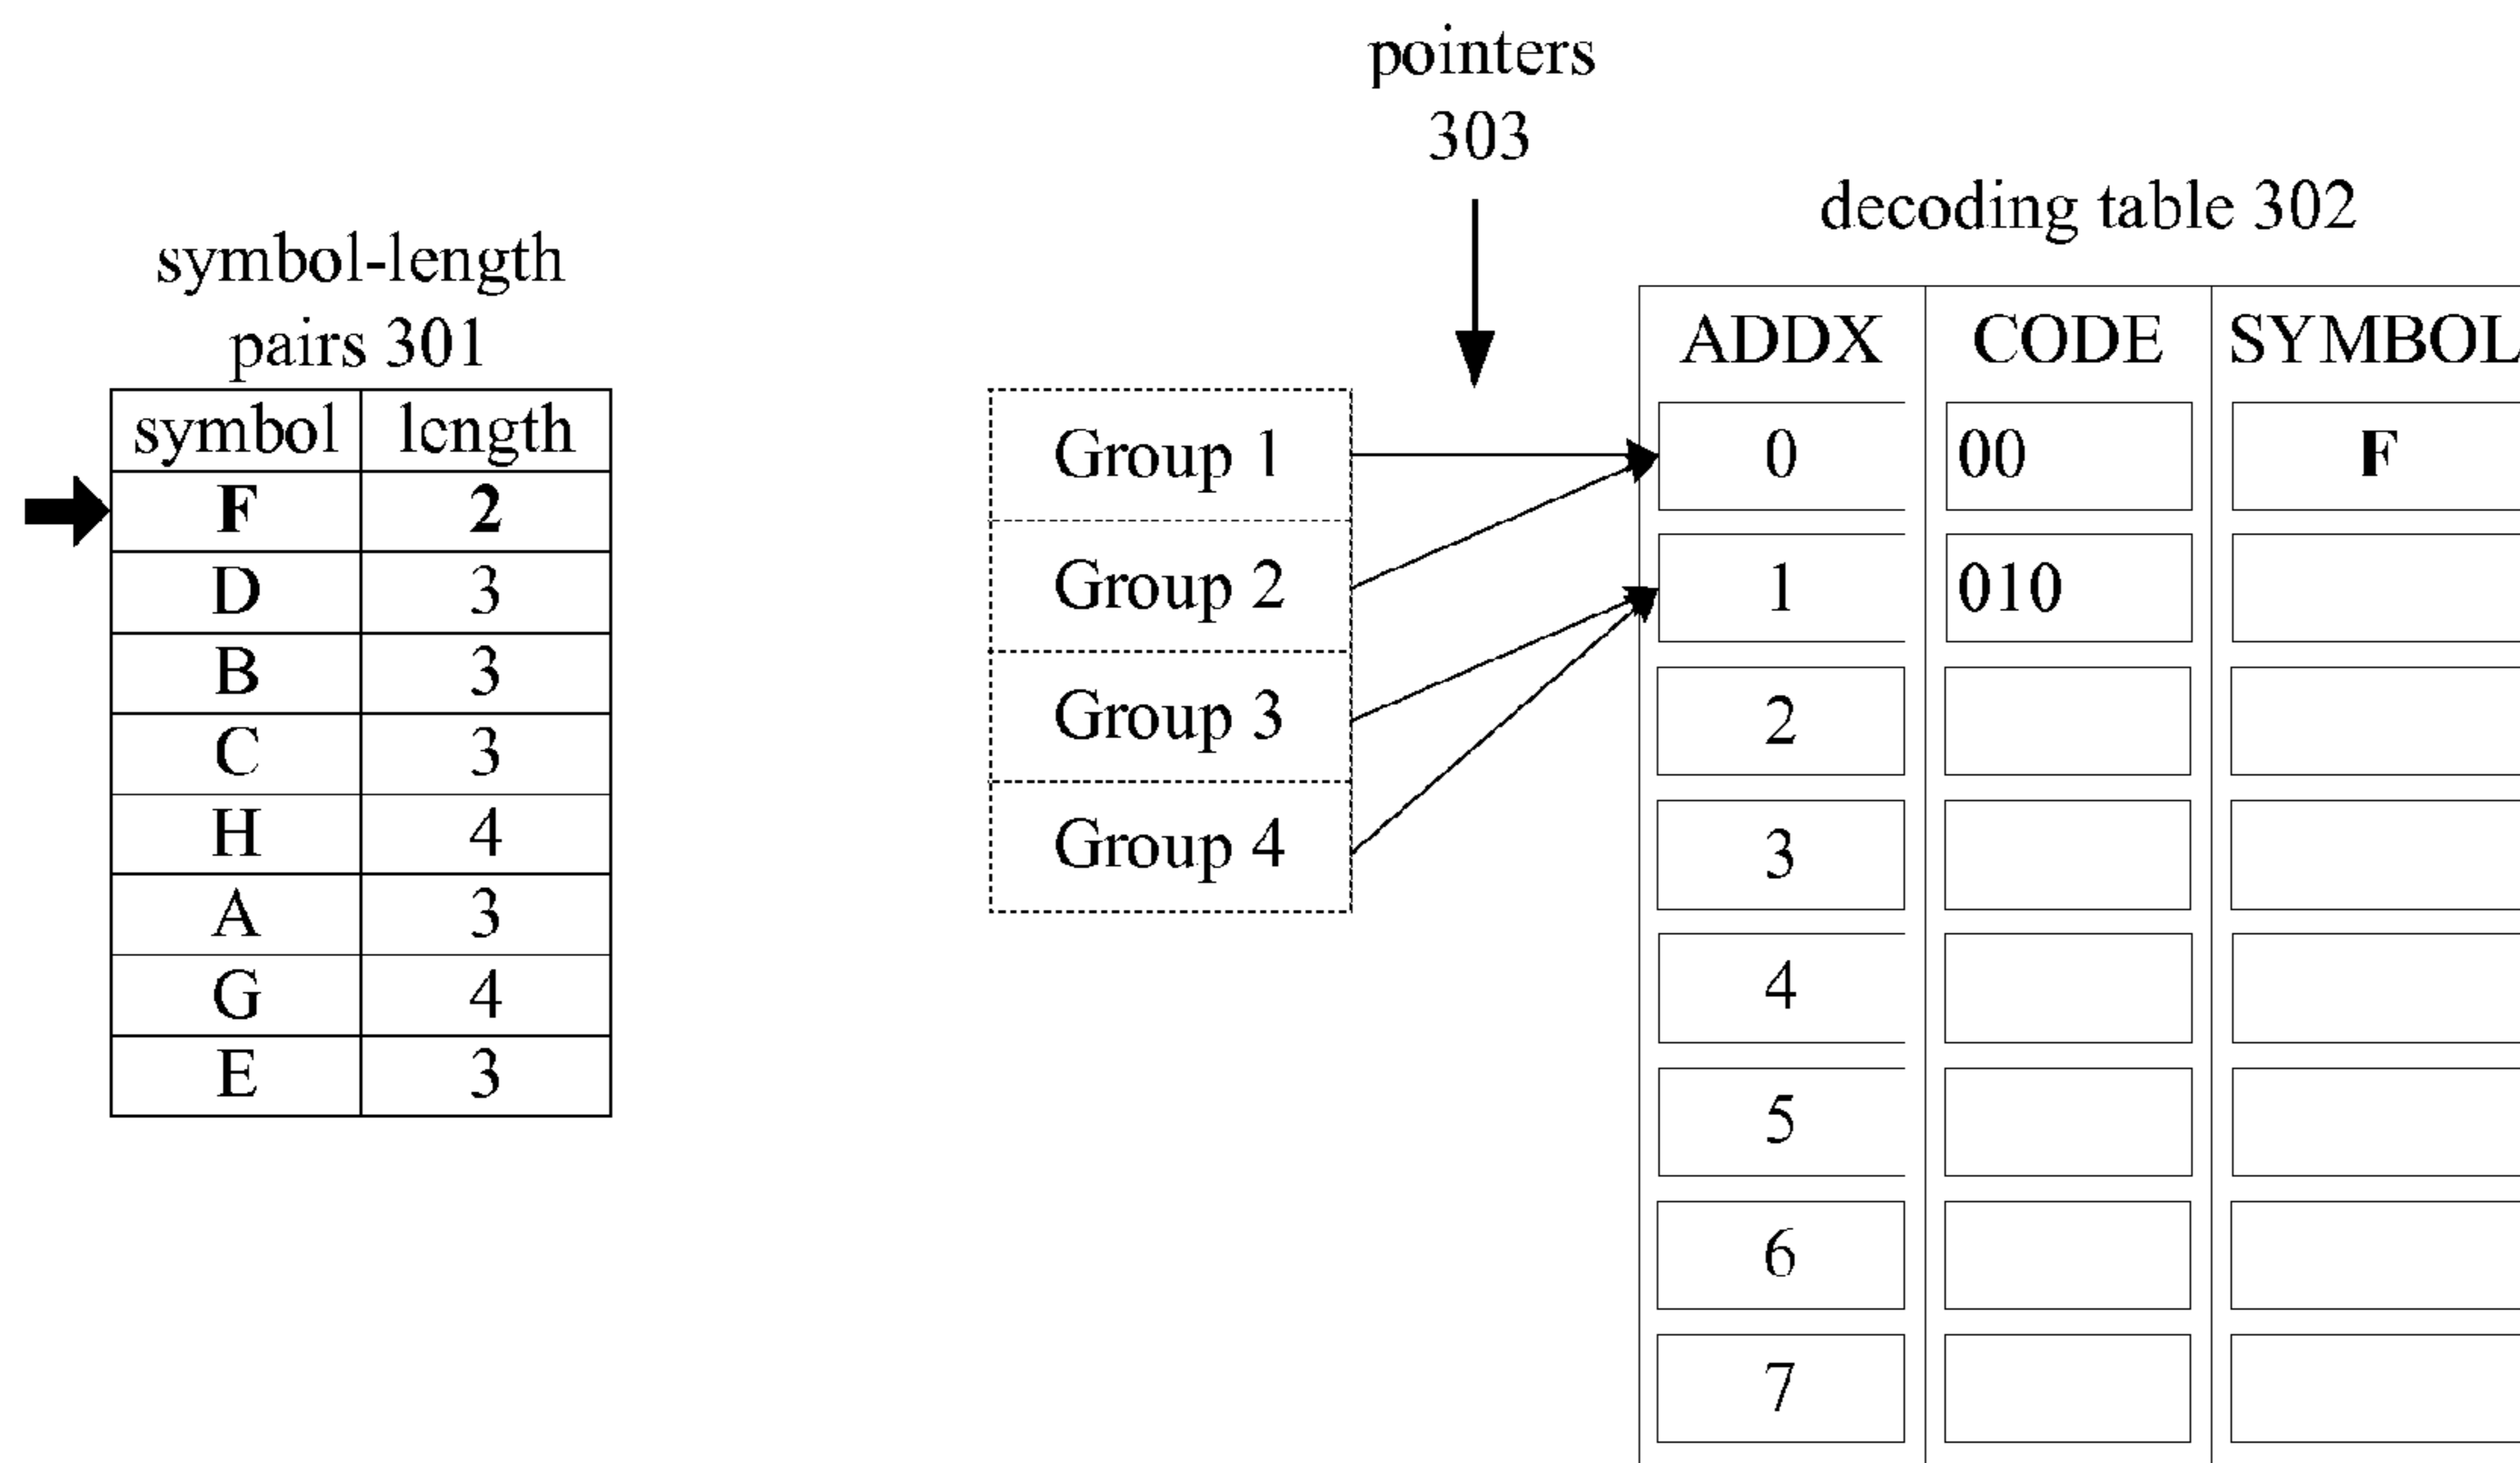 pointers
303
decoding table 302
symbol-length
pairs 301
symbol length
F 2
D 3
B 3
C 3
H 4
A 3
G 4
E 3
Group 1
Group 2
Group 3
Group 4
ADDX CODE SYMBOL
0 00 F
1 010
2
3
4
5
6
7